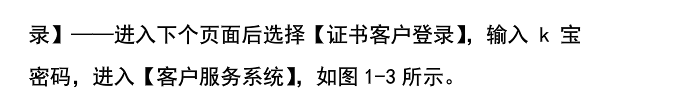 录】——进入下个页面后选择【证书客户登录】，输入 k 宝
密码，进入【客户服务系统】，如图 1-3 所示。